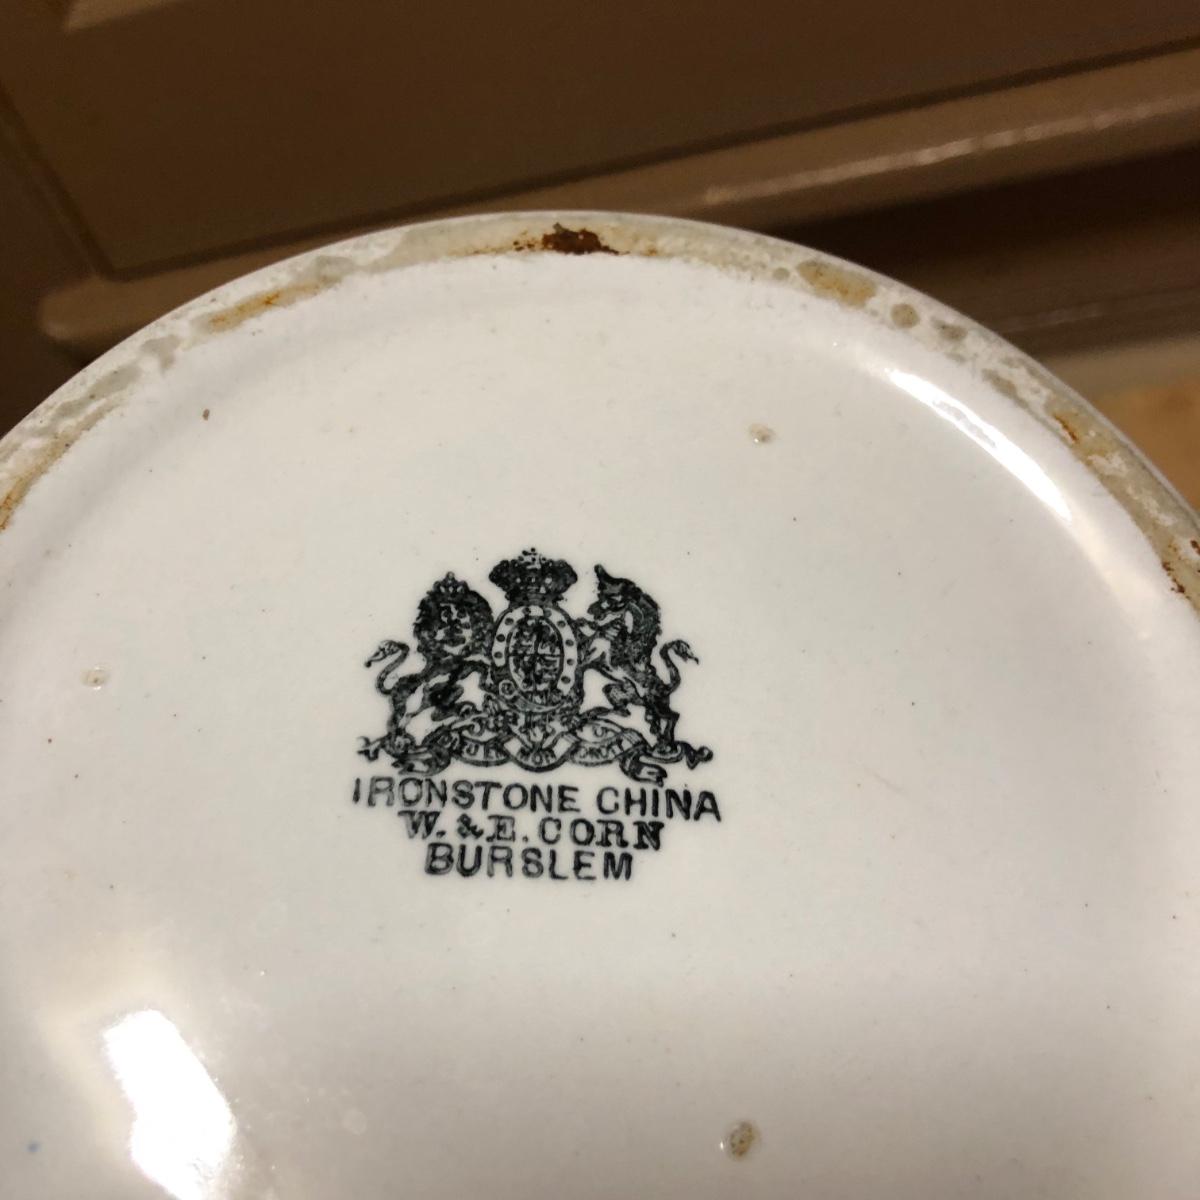 IRONSTONE CHINA
W. & E. CORN
BURSLEM